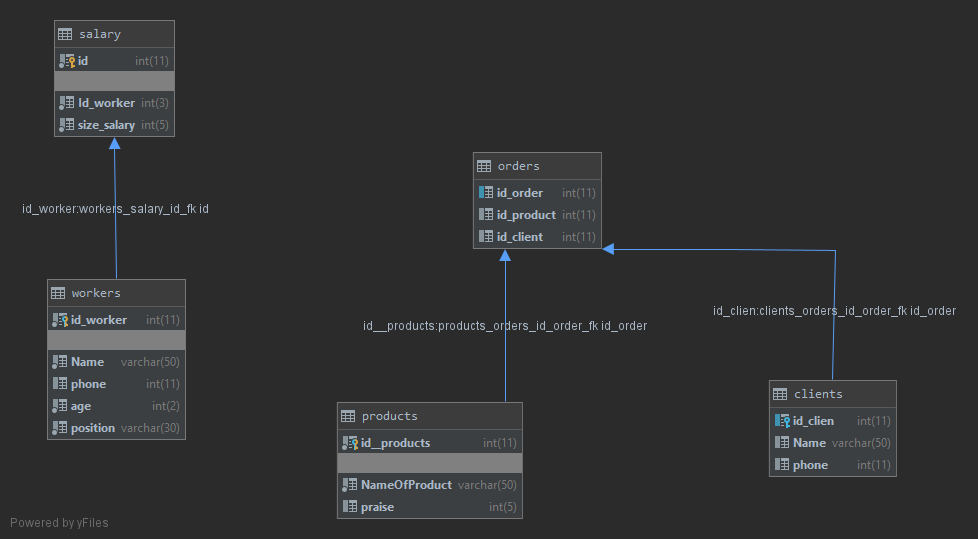 salary
id int(11)
Id_worker int(3)
size_salary int(5)
id_worker:workers_salary_id_fk id
workers
id_worker int(11)
Name varchar(50)
phone int(11)
age int(2)
position varchar(30)
orders
id_order int(11)
id_product int(11)
id_client int(11)
id__products:products_orders_id_order_fk id_order
id_clien:clients_orders_id_order_fk id_order
products
id__products int(11)
NameOfProduct varchar(50)
praise int(5)
clients
id_clien int(11)
Name varchar(50)
phone int(11)
Powered by yFiles